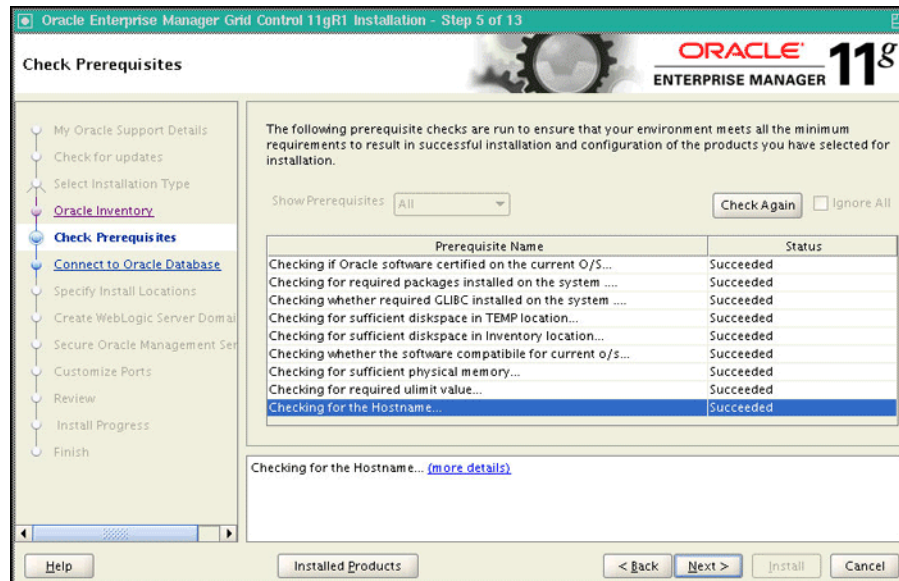 Oracle Enterprise Manager Grid Control 11gR1 Installation - Step 5 of 13
Check Prerequisites
ORACLE
ENTERPRISE MANAGER 11g
My Oracle Support Details
Check for updates
Select Installation Type
Oracle Inventory
Check Prerequisites
Connect to Oracle Database
Specify Install Locations
Create WebLogic Server Domai
Secure Oracle Management Ser
Customize Ports
Review
Install Progress
Finish
The following prerequisite checks are run to ensure that your environment meets all the minimum
requirements to result in successful installation and configuration of the products you have selected for
installation.
Show Prerequisites All Check Again Ignore All
Prerequisite Name Status
Checking if Oracle software certified on the current O/S... Succeeded
Checking for required packages installed on the system .... Succeeded
Checking whether required GLIBC installed on the system .... Succeeded
Checking for sufficient diskspace in TEMP location... Succeeded
Checking for sufficient diskspace in Inventory location... Succeeded
Checking whether the software compatibile for current o/s... Succeeded
Checking for sufficient physical memory... Succeeded
Checking for required ulimit value... Succeeded
Checking for the Hostname... Succeeded
Checking for the Hostname... (more details)
Help Installed Products < Back Next > Install Cancel